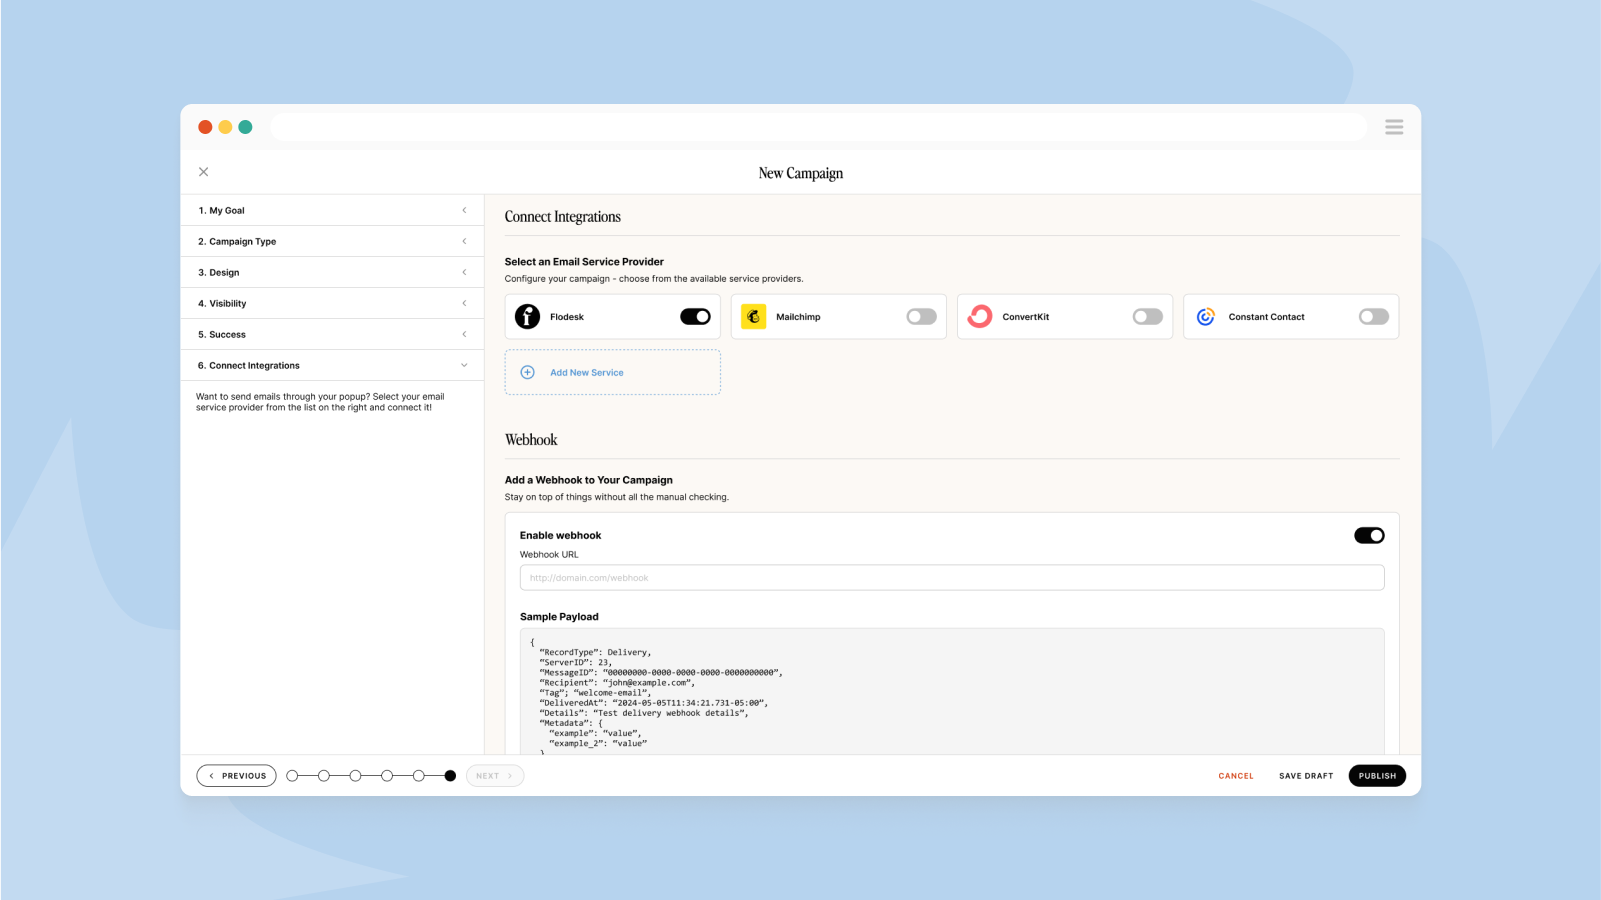 New Campaign
1. My Goal
2. Campaign Type
3. Design
4. Visibility
5. Success
6. Connect Integrations
Want to send emails through your popup? Select your email
service provider from the list on the right and connect it!
Connect Integrations
Select an Email Service Provider
Configure your campaign - choose from the available service providers.
Flodesk
Mailchimp
ConvertKit
Constant Contact
Add New Service
Webhook
Add a Webhook to Your Campaign
Stay on top of things without all the manual checking.
Enable webhook
Webhook URL
http://domain.com/webhook
Sample Payload
{
“RecordType”: Delivery,
“ServerID”: 23,
“MessageID”: “00000000-0000-0000-0000-0000000000”,
“Recipient”: “john@example.com”,
“Tag”; “welcome-email”,
“DeliveredAt”: “2024-05-05T11:34:21.731-05:00”,
“Details”: “Test delivery webhook details”,
“Metadata”: {
“example”: “value”,
“example_2”: “value”
}
PREVIOUS
NEXT
CANCEL
SAVE DRAFT
PUBLISH